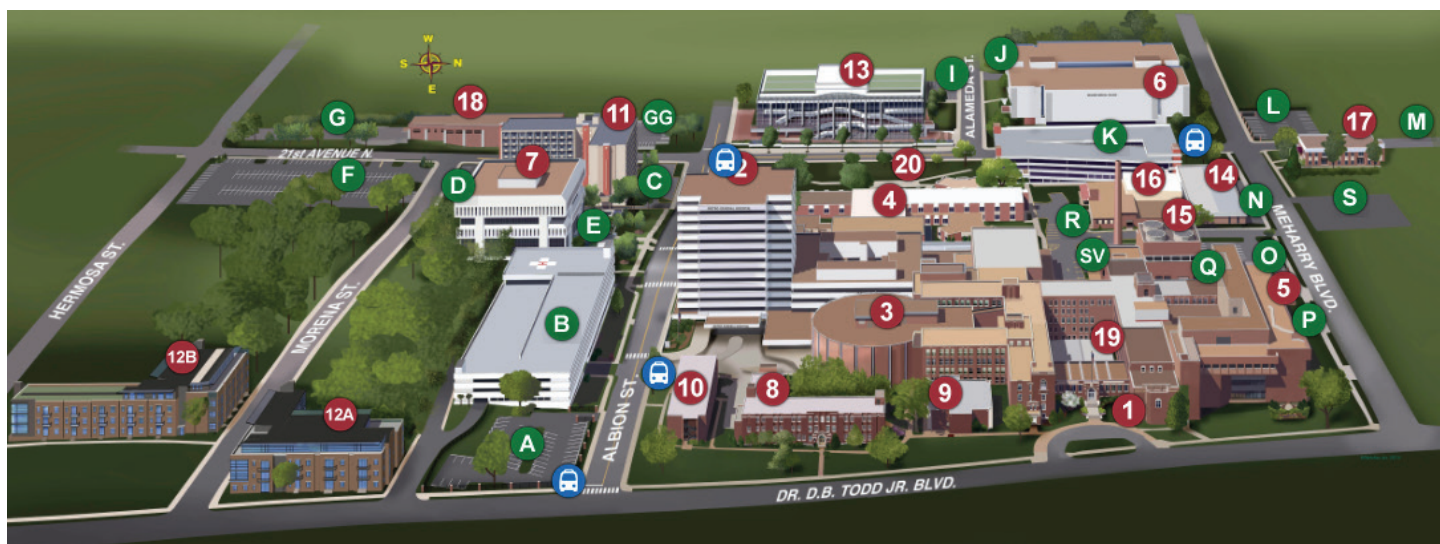 W
S
N
E
13
I
ALAMEDA ST.
J
6
18
11
G
GG
L
17
M
K
21st AVENUE N.
F
D
7
C
2
20
16
14
E
4
R
15
N
S
HERMOSA ST.
MORENA ST.
B
SV
Q
O
5
MEHARRY BLVD.
3
19
P
12B
10
8
9
1
12A
A
ALBION ST.
DR. D.B. TODD JR. BLVD.